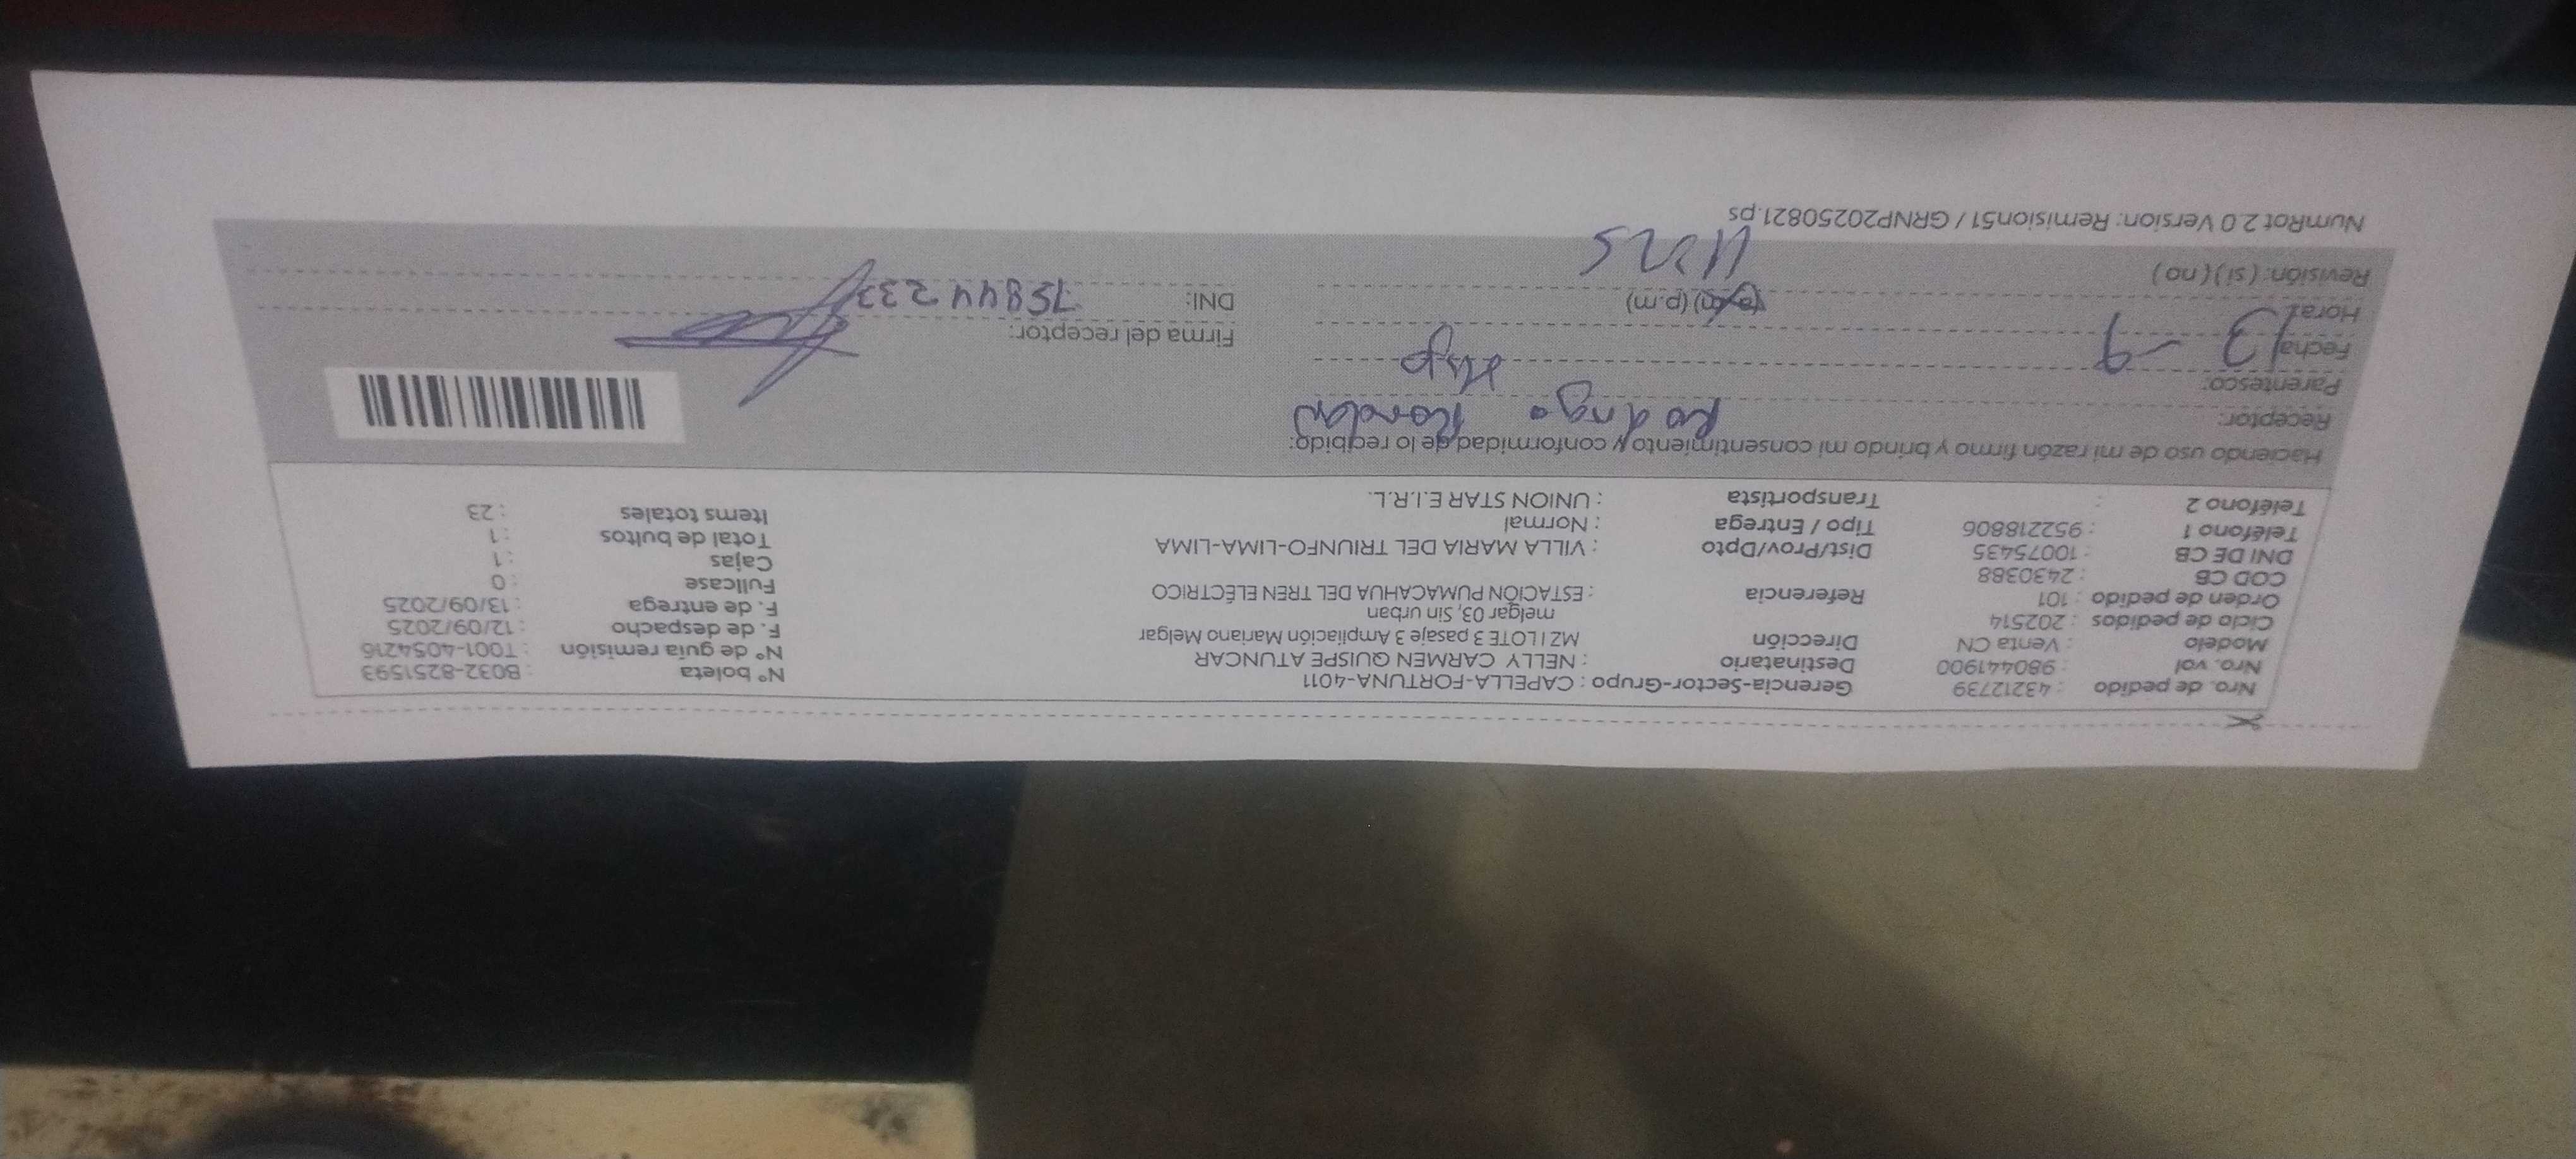 Nro. de pedido : 43212739 Gerencia-Sector-Grupo : CAPELLA-FORTUNA-4011 N° boleta : B032-8251593
Nro. vol : 980441900 Destinatario : NELLY CARMEN QUISPE ATUNCAR N° de guía remisión : T001-4054216
Modelo : Venta CN Dirección MZ I LOTE 3 pasaje 3 Ampliación Mariano Melgar F. de despacho : 12/09/2025
Ciclo de pedidos : 202514 melgar 03, Sin urban F. de entrega : 13/09/2025
Orden de pedido : 101 Referencia : ESTACIÓN PUMACAHUA DEL TREN ELÉCTRICO Fullcase : 0
COD CB : 2430388 Cajas : 1
DNI DE CB : 10075435 Dist/Prov/Dpto : VILLA MARIA DEL TRIUNFO-LIMA-LIMA Total de bultos : 1
Teléfono 1 : 952218806 Tipo / Entrega : Normal Items totales : 23
Teléfono 2 : Transportista : UNION STAR E.I.R.L.
Haciendo uso de mi razón firmo y brindo mi consentimiento y conformidad de lo recibido:
Receptor: Rodrigo
Parentesco:
Fecha: 13-9 Firma del receptor:
Hora: (a.m) (p.m) DNI:
Revisión: (si) (no)
NumRot 2.0 Version: Remision51 / GRNP20250821.ps